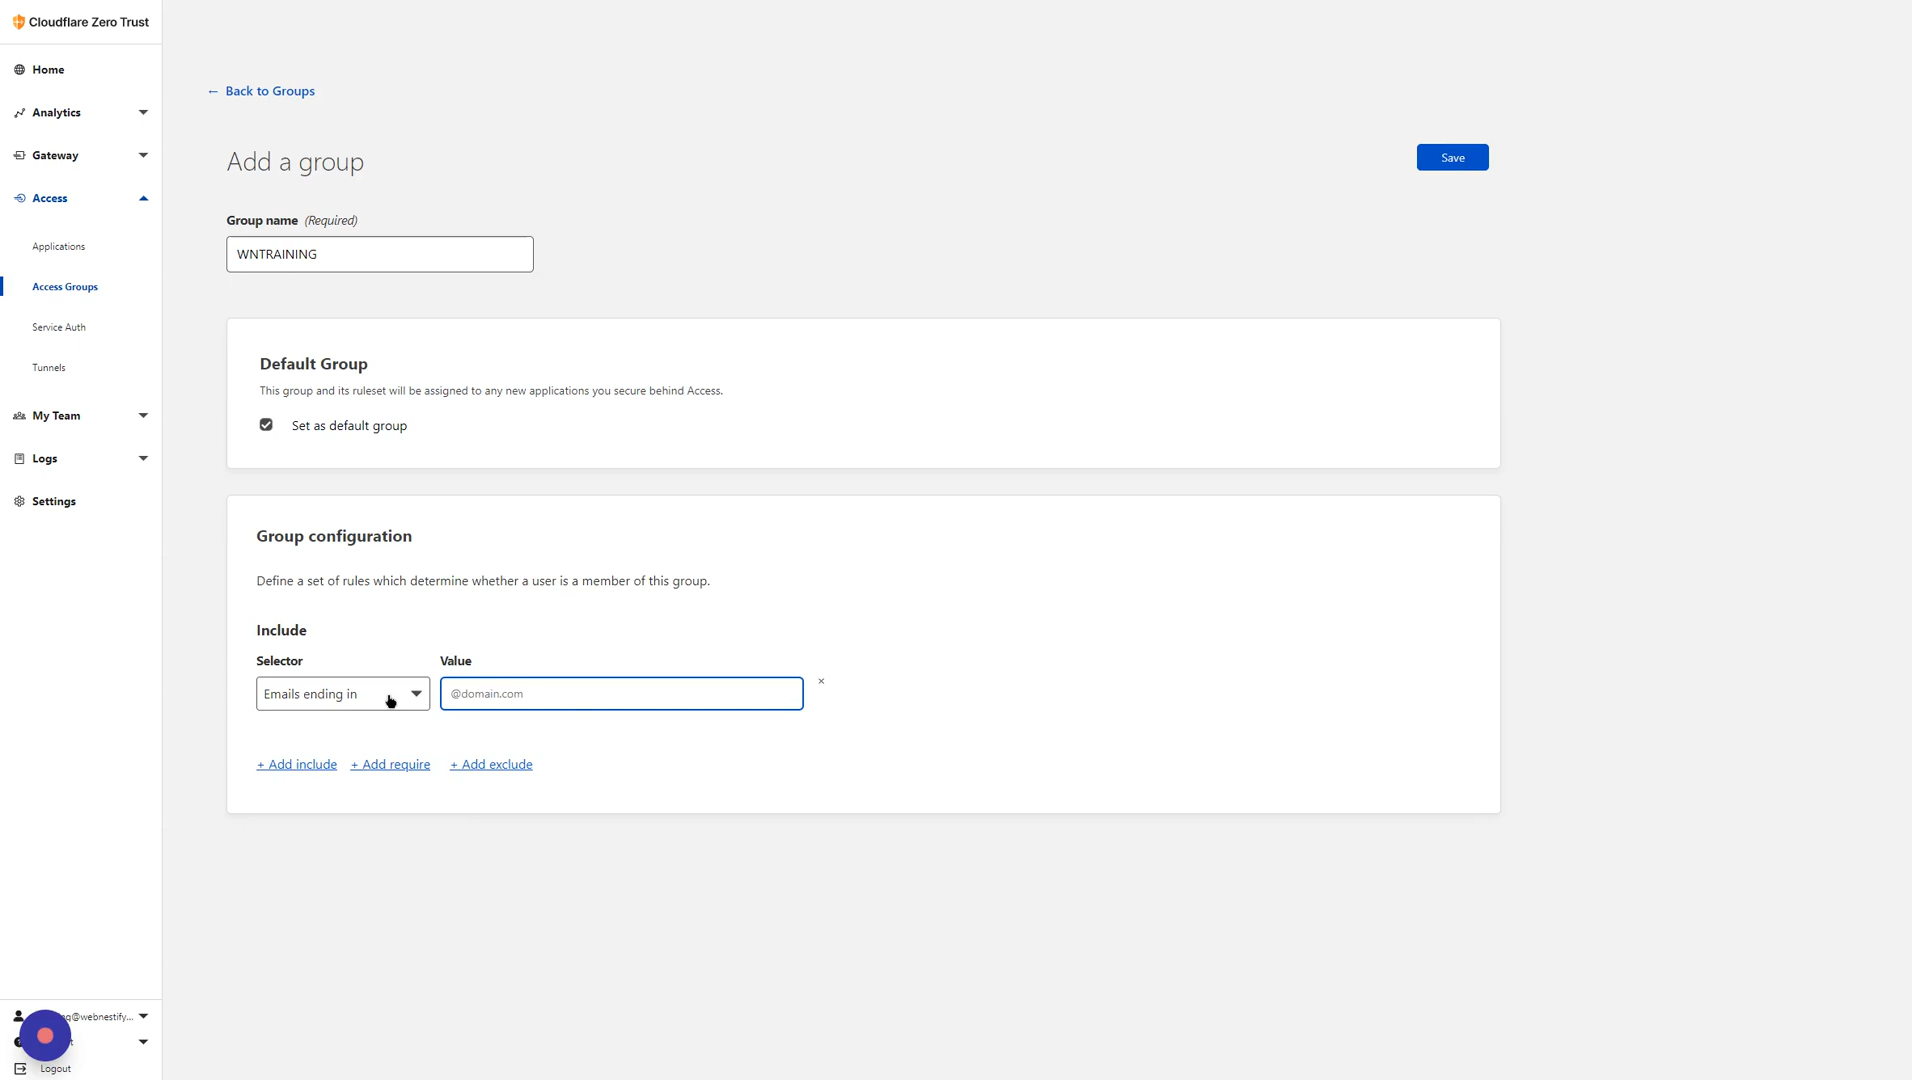 Cloudflare Zero Trust
Home
Analytics
Gateway
Access
Applications
Access Groups
Service Auth
Tunnels
My Team
Logs
Settings
@webnestify...
Logout
← Back to Groups
Add a group
Save
Group name (Required)
WNTRAINING
Default Group
This group and its ruleset will be assigned to any new applications you secure behind Access.
Set as default group
Group configuration
Define a set of rules which determine whether a user is a member of this group.
Include
Selector Value
Emails ending in @domain.com ×
+ Add include + Add require + Add exclude